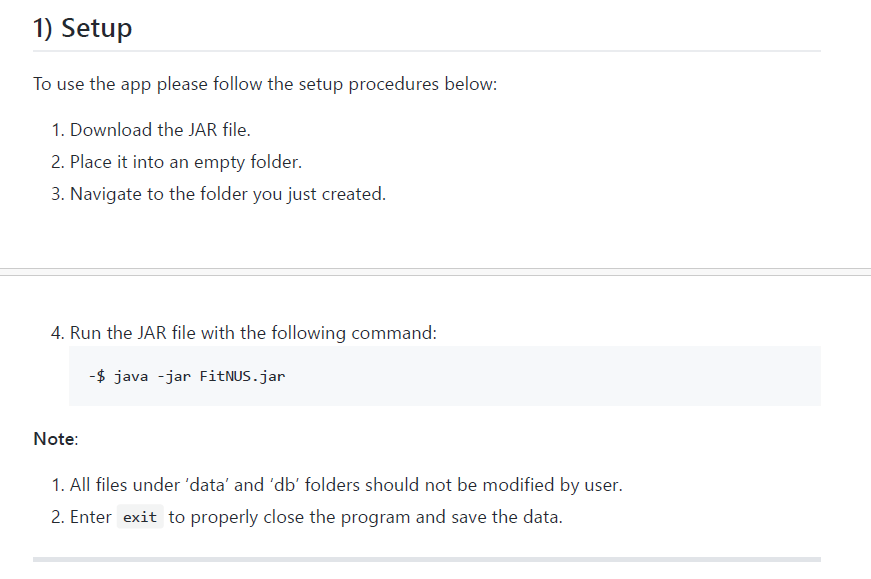 1) Setup
To use the app please follow the setup procedures below:
1. Download the JAR file.
2. Place it into an empty folder.
3. Navigate to the folder you just created.
4. Run the JAR file with the following command:
-$ java -jar FitNUS.jar
Note:
1. All files under ‘data’ and ‘db’ folders should not be modified by user.
2. Enter exit to properly close the program and save the data.